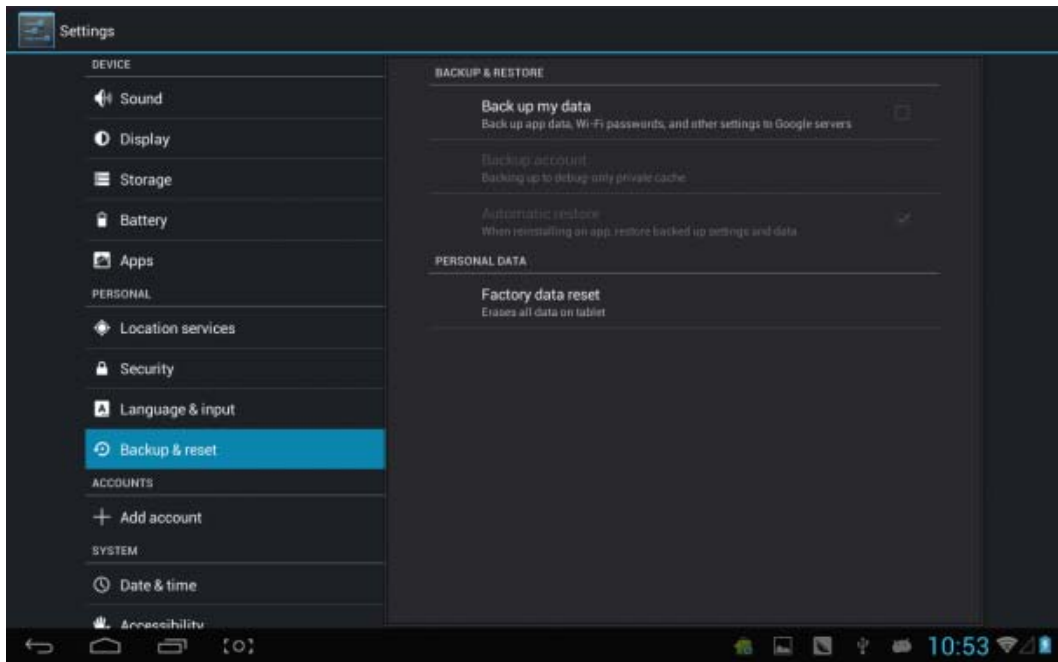 Settings
DEVICE
Sound
Display
Storage
Battery
Apps
PERSONAL
Location services
Security
Language & input
Backup & reset
ACCOUNTS
Add account
SYSTEM
Date & time
Accessibility
BACKUP & RESTORE
Back up my data
Back up app data, Wi-Fi passwords, and other settings to Google servers
Backup account
Backing up to debug-only private cache
Automatic restore
When reinstalling an app, restore backed up settings and data
PERSONAL DATA
Factory data reset
Erases all data on tablet
10:53